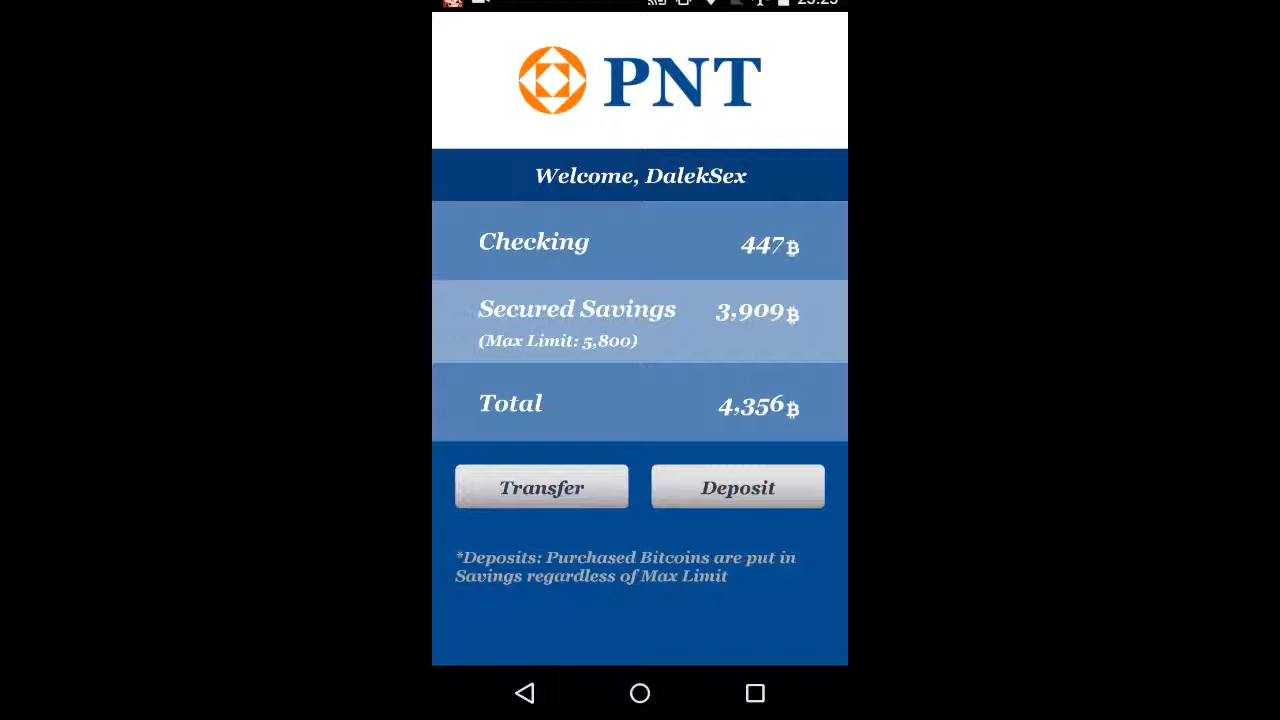 PNT
Welcome, DalekSex
Checking 447₿
Secured Savings 3,909₿
(Max Limit: 5,800)
Total 4,356₿
Transfer Deposit
*Deposits: Purchased Bitcoins are put in
Savings regardless of Max Limit